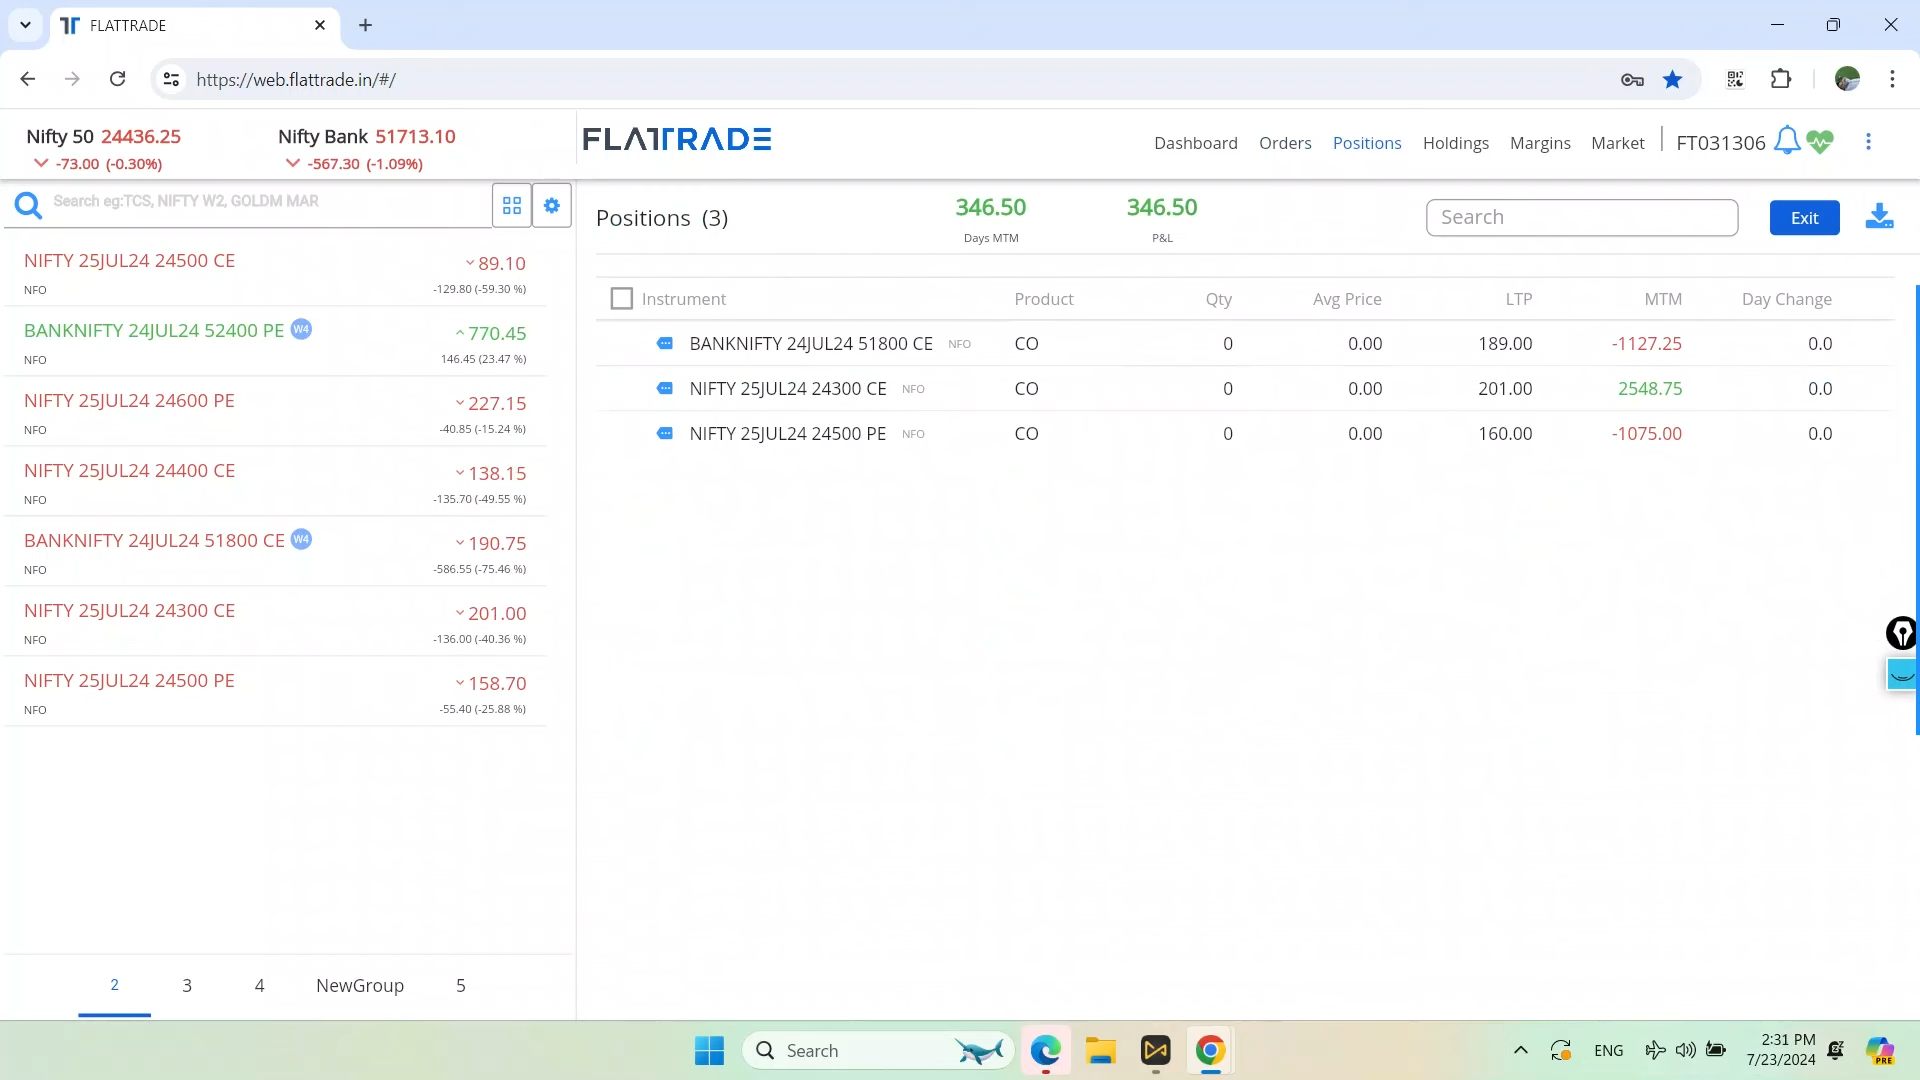 FLATTRADE
https://web.flattrade.in/#/
Nifty 50 24436.25
-73.00 (-0.30%)
Nifty Bank 51713.10
-567.30 (-1.09%)
FLATTRADE
Dashboard Orders Positions Holdings Margins Market FT031306
Search eg:TCS, NIFTY W2, GOLDM MAR
NIFTY 25JUL24 24500 CE 89.10
NFO -129.80 (-59.30 %)
BANKNIFTY 24JUL24 52400 PE W4 770.45
NFO 146.45 (23.47 %)
NIFTY 25JUL24 24600 PE 227.15
NFO -40.85 (-15.24 %)
NIFTY 25JUL24 24400 CE 138.15
NFO -135.70 (-49.55 %)
BANKNIFTY 24JUL24 51800 CE W4 190.75
NFO -586.55 (-75.46 %)
NIFTY 25JUL24 24300 CE 201.00
NFO -136.00 (-40.36 %)
NIFTY 25JUL24 24500 PE 158.70
NFO -55.40 (-25.88 %)
2 3 4 NewGroup 5
Positions (3)
346.50
Days MTM
346.50
P&L
Search
Exit
Instrument Product Qty Avg Price LTP MTM Day Change
BANKNIFTY 24JUL24 51800 CE NFO CO 0 0.00 189.00 -1127.25 0.0
NIFTY 25JUL24 24300 CE NFO CO 0 0.00 201.00 2548.75 0.0
NIFTY 25JUL24 24500 PE NFO CO 0 0.00 160.00 -1075.00 0.0
Search
ENG
2:31 PM
7/23/2024
PRE